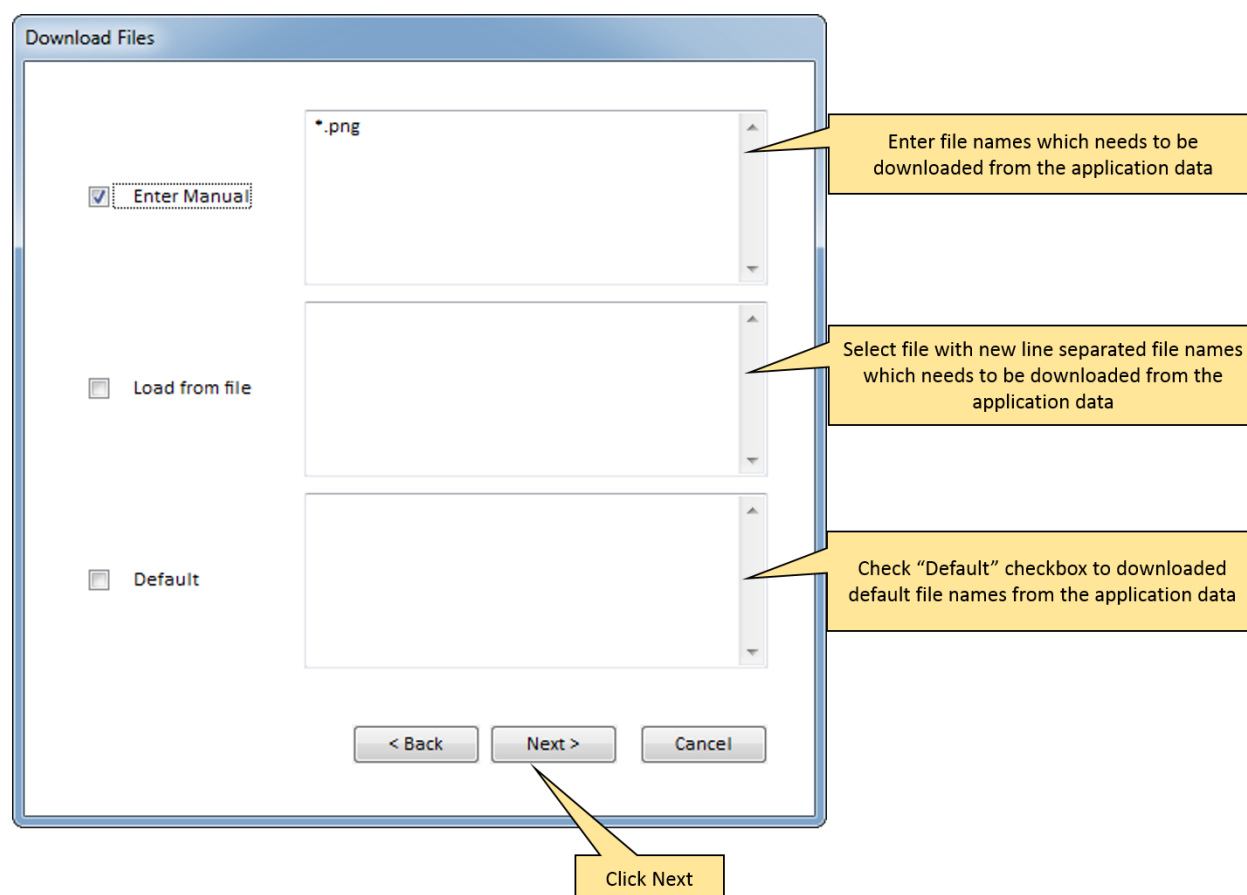 Download Files
*.png
Enter file names which needs to be
downloaded from the application data
Enter Manual
Select file with new line separated file names
which needs to be downloaded from the
application data
Load from file
Check “Default” checkbox to downloaded
default file names from the application data
Default
< Back
Next >
Cancel
Click Next